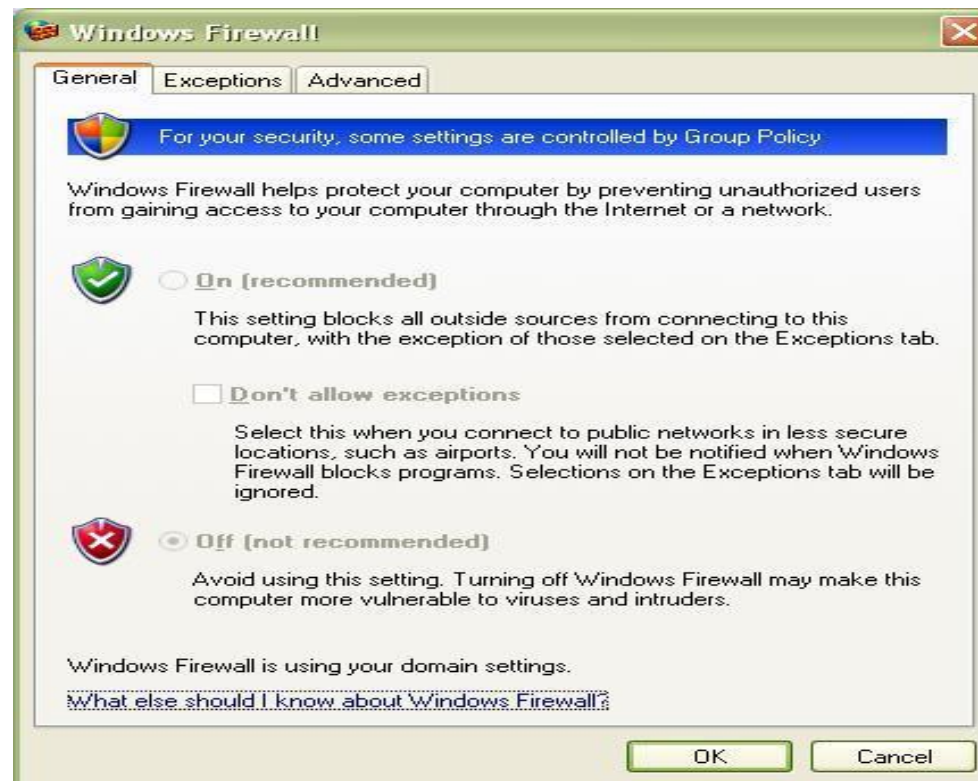 Windows Firewall
General Exceptions Advanced
For your security, some settings are controlled by Group Policy
Windows Firewall helps protect your computer by preventing unauthorized users
from gaining access to your computer through the Internet or a network.
On (recommended)
This setting blocks all outside sources from connecting to this
computer, with the exception of those selected on the Exceptions tab.
Don't allow exceptions
Select this when you connect to public networks in less secure
locations, such as airports. You will not be notified when Windows
Firewall blocks programs. Selections on the Exceptions tab will be
ignored.
Off (not recommended)
Avoid using this setting. Turning off Windows Firewall may make this
computer more vulnerable to viruses and intruders.
Windows Firewall is using your domain settings.
What else should I know about Windows Firewall?
OK Cancel